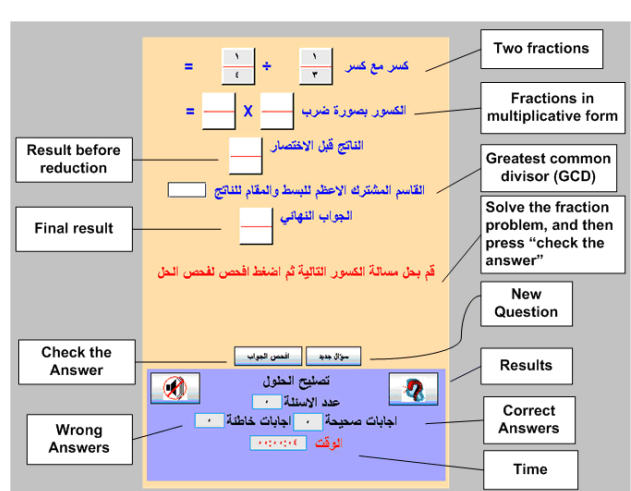 Two fractions
كسر مع كسر ١/٣ ÷ ١/٤ =
Fractions in
multiplicative form
الكسور بصورة ضرب X =
Result before
reduction
الناتج قبل الاختصار
Greatest common
divisor (GCD)
القاسم المشترك الاعظم للبسط والمقام للناتج
Final result
الجواب النهائي
Solve the fraction
problem, and then
press “check the
answer”
قم بحل مسالة الكسور التالية ثم اضغط افحص لفحص الحل
New
Question
Check the
Answer
سؤال جديد
افحص الجواب
Results
تصليح الحلول
عدد الاسئلة ٠
Correct
Answers
Wrong
Answers
اجابات صحيحة ٠ اجابات خاطئة ٠
الوقت ٠٠:٠٠:٠٤
Time